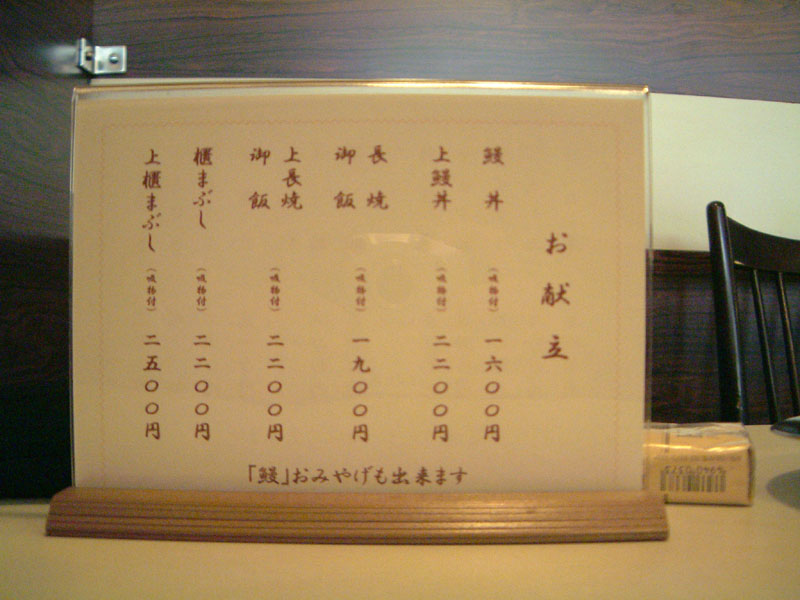 お献立
鰻丼（吸物付）一六〇〇円
上鰻丼（吸物付）二二〇〇円
長焼
御飯（吸物付）一九〇〇円
上長焼
御飯（吸物付）二二〇〇円
櫃まぶし（吸物付）二二〇〇円
上櫃まぶし（吸物付）二五〇〇円
「鰻」おみやげも出来ます